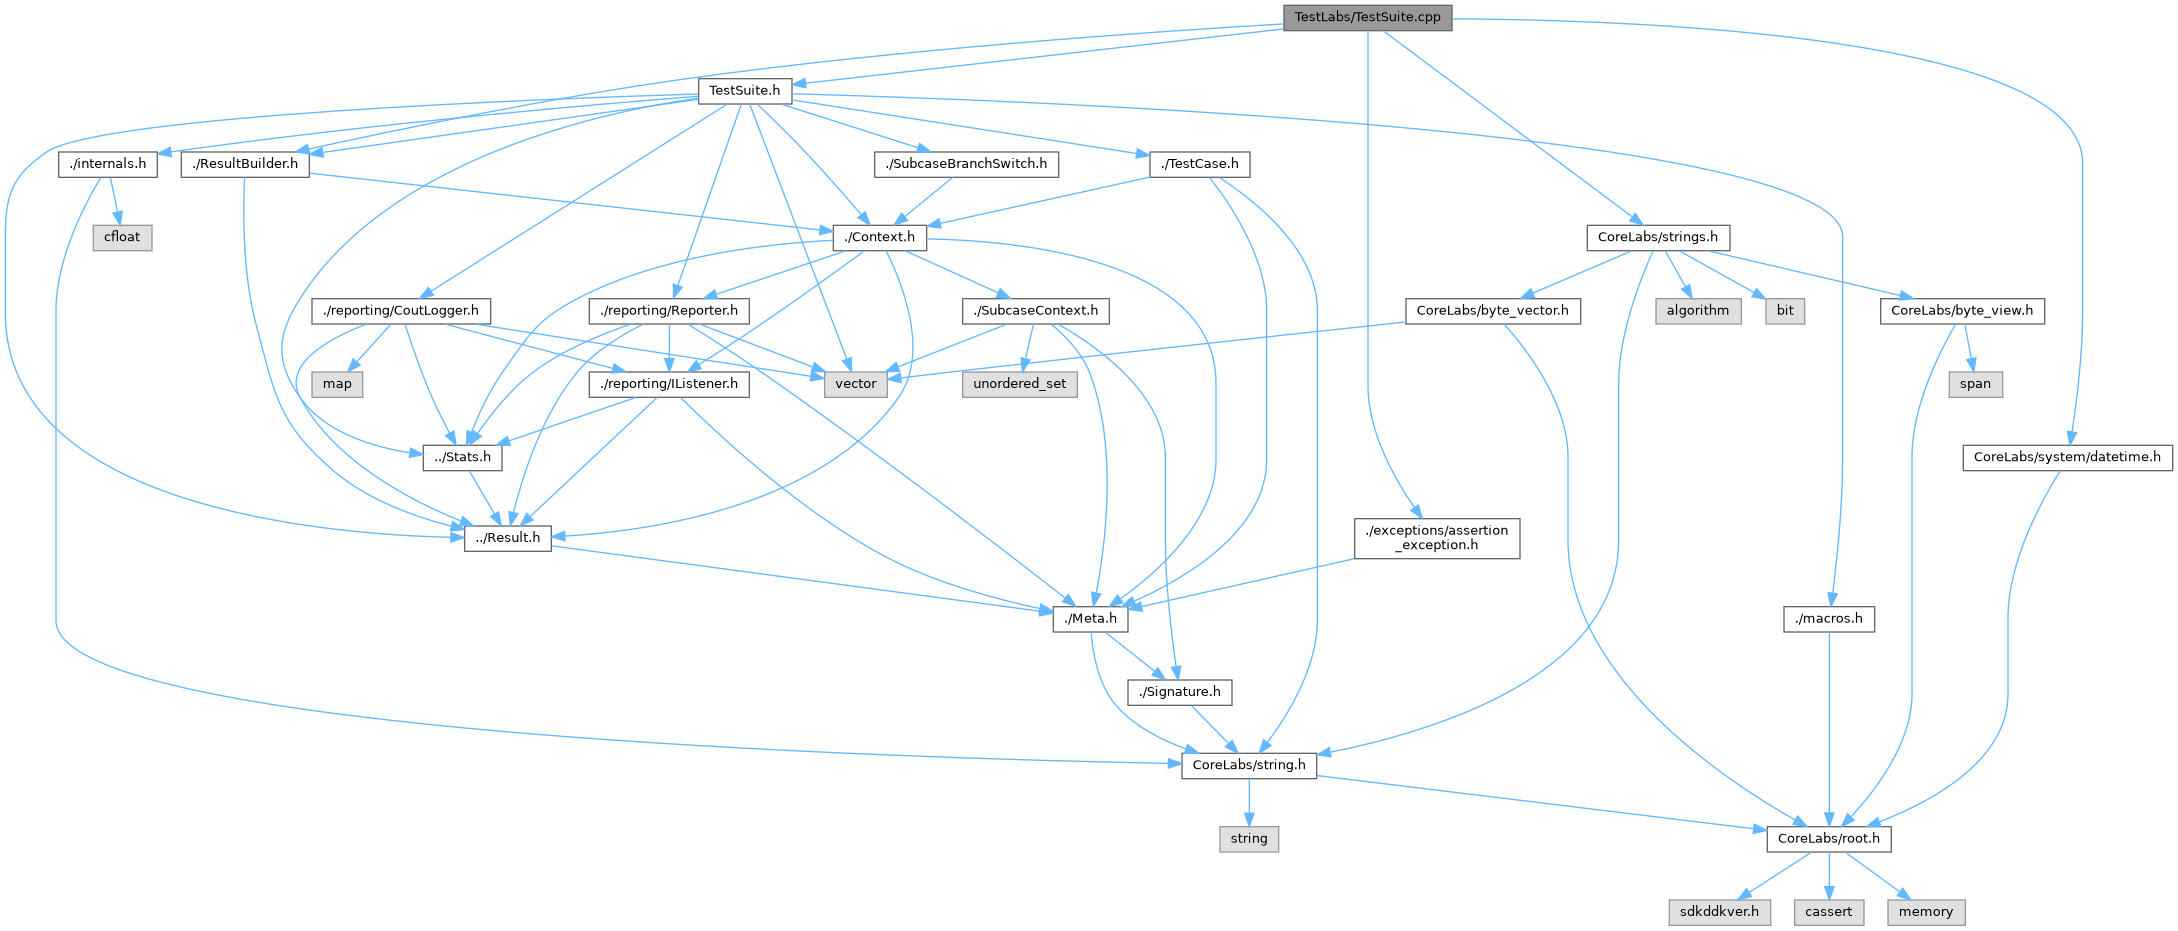 TestLabs/TestSuite.cpp
TestSuite.h
./internals.h
./ResultBuilder.h
./SubcaseBranchSwitch.h
./TestCase.h
cfloat
./Context.h
CoreLabs/strings.h
./reporting/CoutLogger.h
./reporting/Reporter.h
./SubcaseContext.h
CoreLabs/byte_vector.h
algorithm
bit
CoreLabs/byte_view.h
map
./reporting/IListener.h
vector
unordered_set
span
../Stats.h
CoreLabs/system/datetime.h
../Result.h
./exceptions/assertion
_exception.h
./Meta.h
./macros.h
./Signature.h
CoreLabs/string.h
string
CoreLabs/root.h
sdkddkver.h
cassert
memory